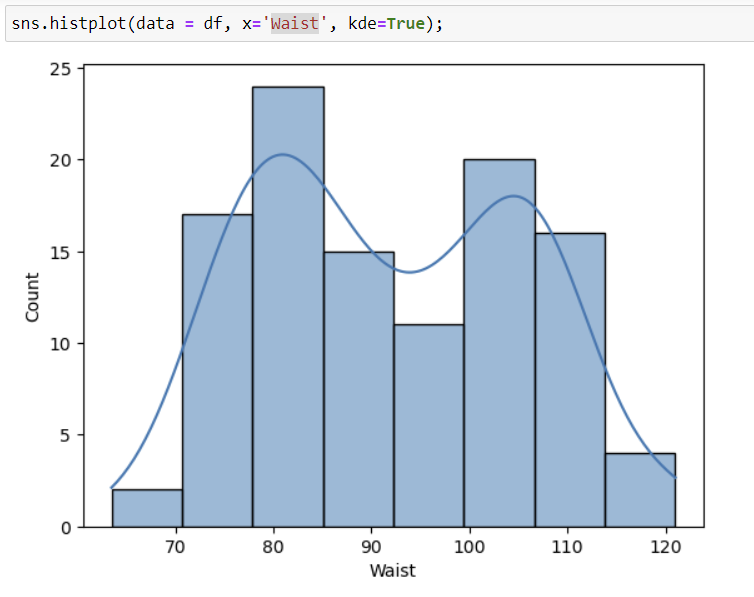 sns.histplot(data = df, x='Waist', kde=True);
25
20
15
10
5
0
Count
70 80 90 100 110 120
Waist